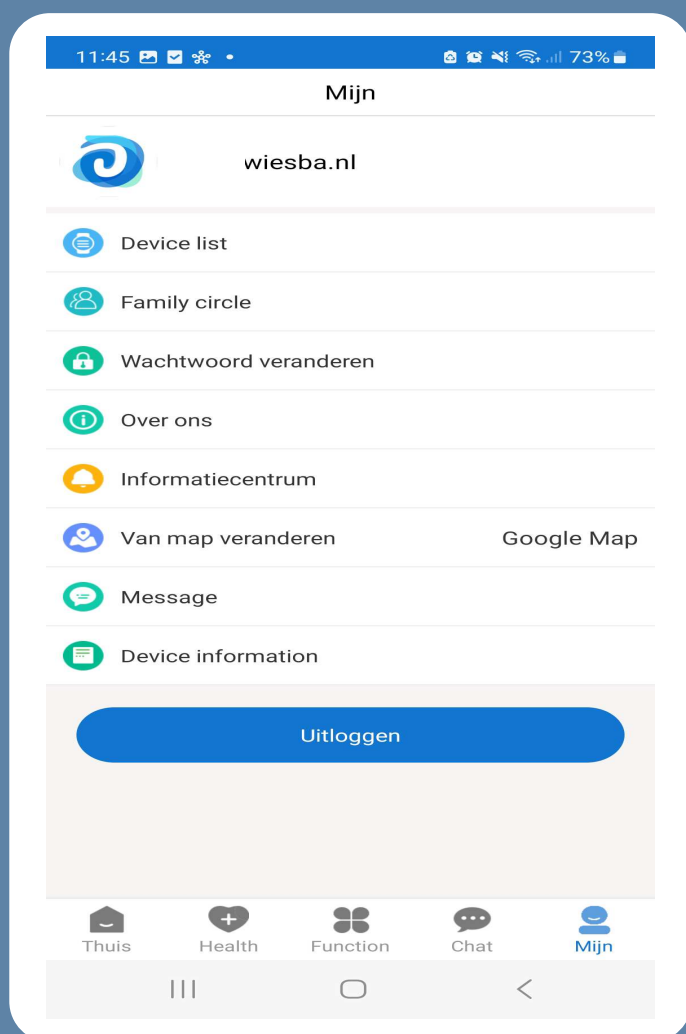 11:45 73%
Mijn
wiesba.nl
Device list
Family circle
Wachtwoord veranderen
Over ons
Informatiecentrum
Van map veranderen Google Map
Message
Device information
Uitloggen
Thuis Health Function Chat Mijn